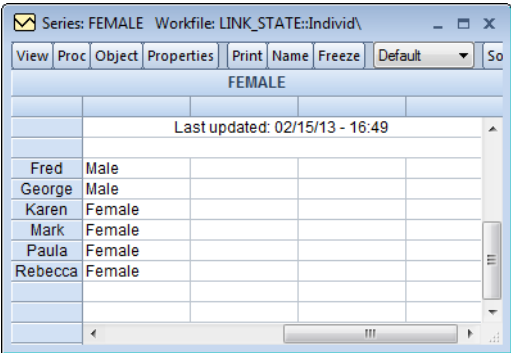 Series: FEMALE Workfile: LINK_STATE::Individ\
View Proc Object Properties Print Name Freeze Default So
FEMALE
Last updated: 02/15/13 - 16:49
Fred Male
George Male
Karen Female
Mark Female
Paula Female
Rebecca Female